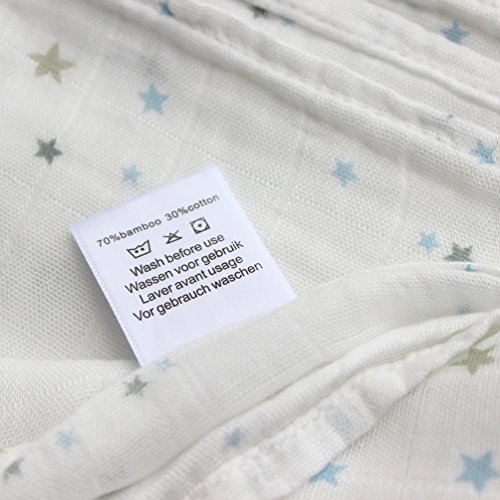 70%bamboo 30%cotton
Wash before use
Wassen voor gebruik
Laver avant usage
Vor gebrauch waschen